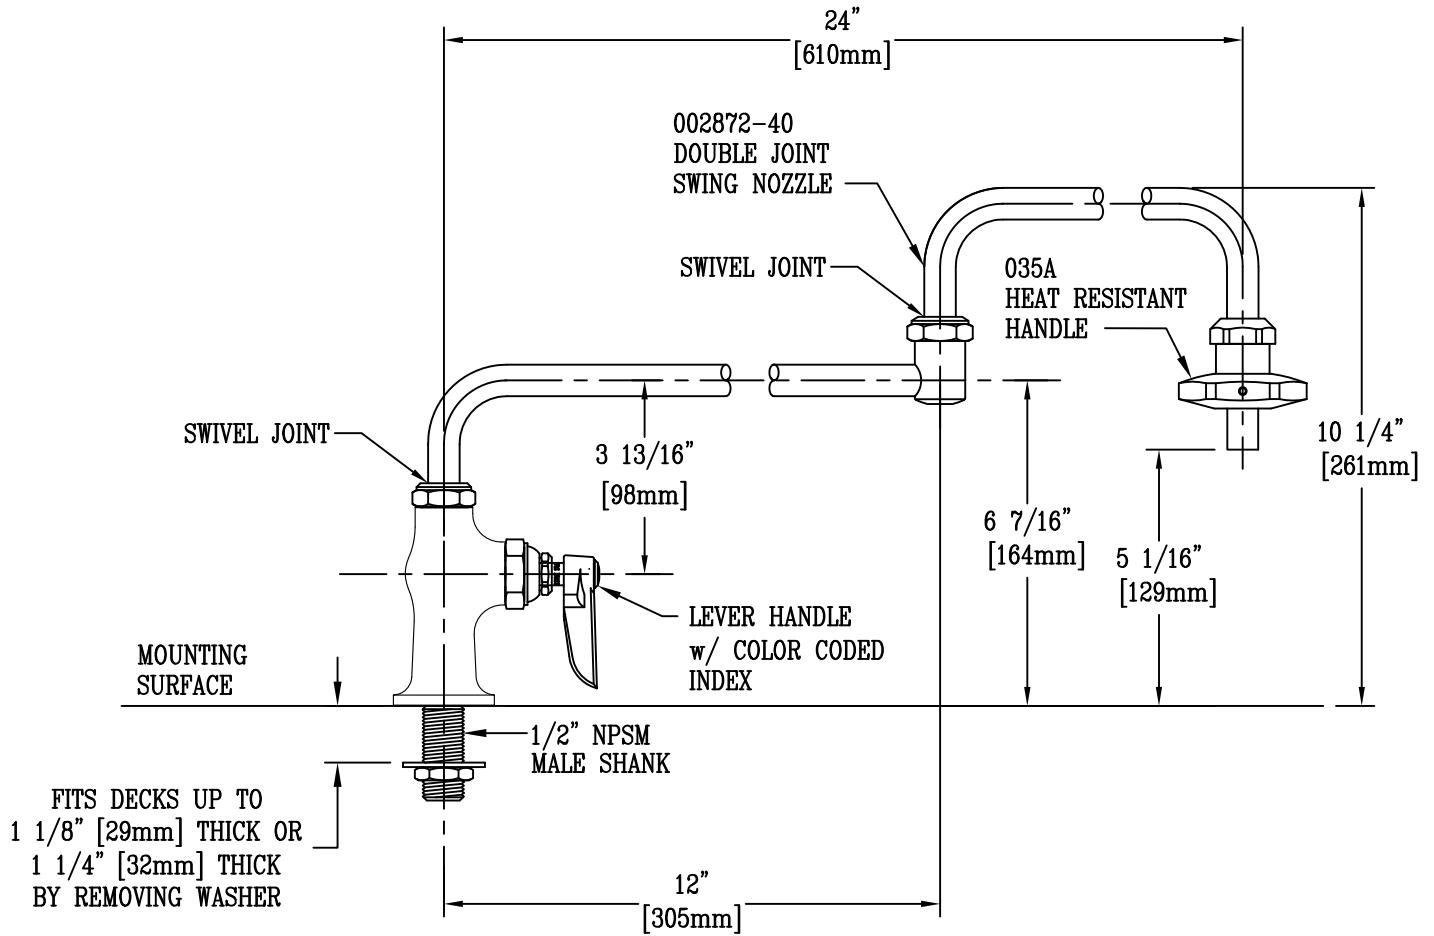 24"
[610mm]
002872-40
DOUBLE JOINT
SWING NOZZLE
SWIVEL JOINT
035A
HEAT RESISTANT
HANDLE
SWIVEL JOINT
3 13/16"
[98mm]
10 1/4"
[261mm]
6 7/16"
[164mm]
5 1/16"
[129mm]
LEVER HANDLE
w/ COLOR CODED
INDEX
MOUNTING
SURFACE
1/2" NPSM
MALE SHANK
FITS DECKS UP TO
1 1/8" [29mm] THICK OR
1 1/4" [32mm] THICK
BY REMOVING WASHER
12"
[305mm]